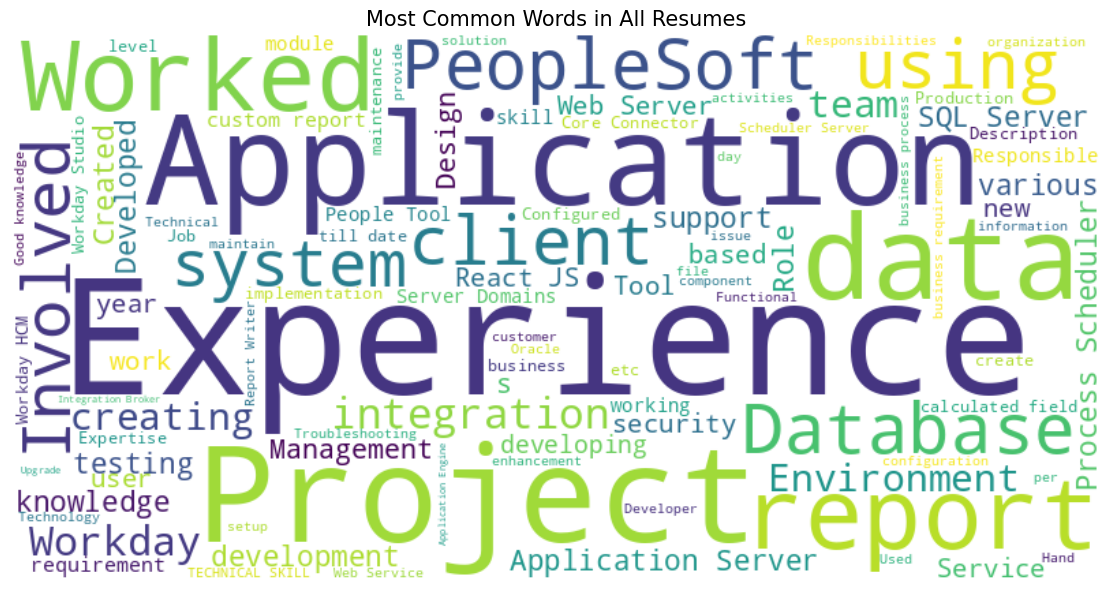 Most Common Words in All Resumes
Worked
level
module
maintenance
provide
solution
PeopleSoft
Responsibilities
using
organization
custom report
Design
skill
Web Server
activities
Core Connector
Scheduler Server
team
business process
Production
SQL Server
Description
Responsible
Good knowledge
Involved
Workday Studio
Created
Developed
Application
day
business requirement
various
new
information
Technical
Job
maintain
People Tool
till date
Configured
client
support
issue
based
Role
data
system
React JS
Tool
file
component
Functional
Process Scheduler
year
implementation
Server Domains
Experience
Workday HCM
work
Report Writer
customer
Oracle
business
etc
s
create
Integration Broker
creating
integration
working
security
Database
calculated field
Expertise
testing
Upgrade
user
Troubleshooting
Management
developing
enhancement
Application Engine
configuration
Environment
per
knowledge
Technology
Project
setup
Developer
report
Workday
requirement
development
TECHNICAL SKILL
Web Service
Application Server
Used
Service
Hand